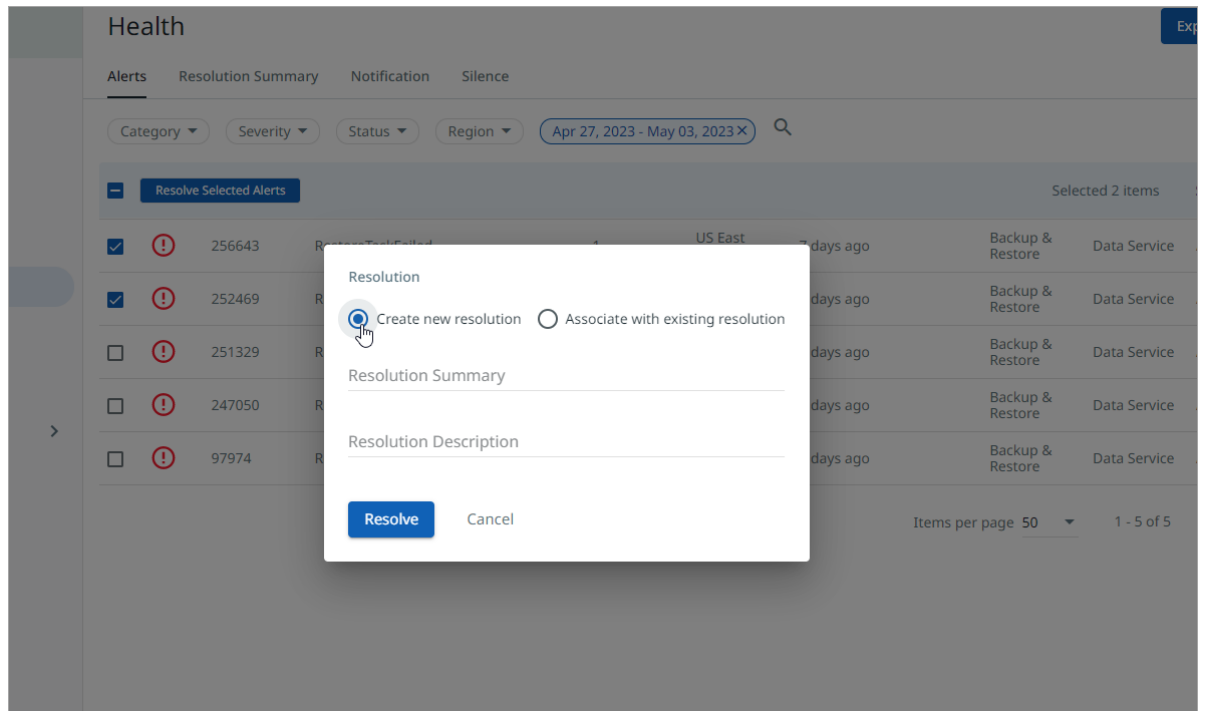 Health
Exp
Alerts Resolution Summary Notification Silence
Category Severity Status Region Apr 27, 2023 - May 03, 2023
Resolve Selected Alerts Selected 2 items
256643 RestoreTaskFailed 1 US East 7 days ago Backup & Restore Data Service
Resolution
252469 R days ago Backup & Restore Data Service
Create new resolution Associate with existing resolution
251329 R days ago Backup & Restore Data Service
Resolution Summary
247050 R days ago Backup & Restore Data Service
Resolution Description
97974 R days ago Backup & Restore Data Service
Resolve Cancel
Items per page 50 1 - 5 of 5